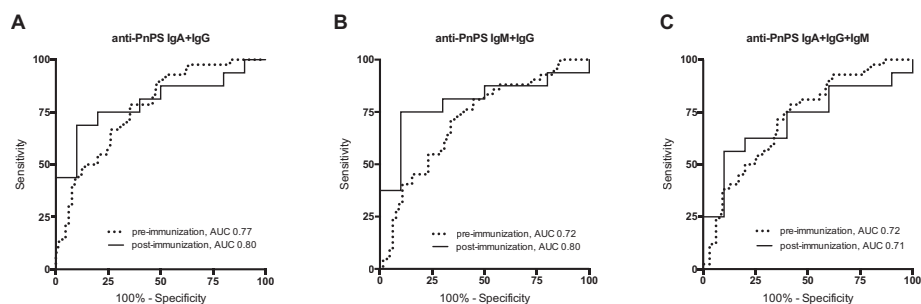 A
anti-PnPS IgA+IgG
Sensitivity
100
75
50
25
0
pre-immunization, AUC 0.77
post-immunization, AUC 0.80
0 25 50 75 100
100% - Specificity
B
anti-PnPS IgM+IgG
Sensitivity
100
75
50
25
0
pre-immunization, AUC 0.72
post-immunization, AUC 0.80
0 25 50 75 100
100% - Specificity
C
anti-PnPS IgA+IgG+IgM
Sensitivity
100
75
50
25
0
pre-immunization, AUC 0.72
post-immunization, AUC 0.71
0 25 50 75 100
100% - Specificity